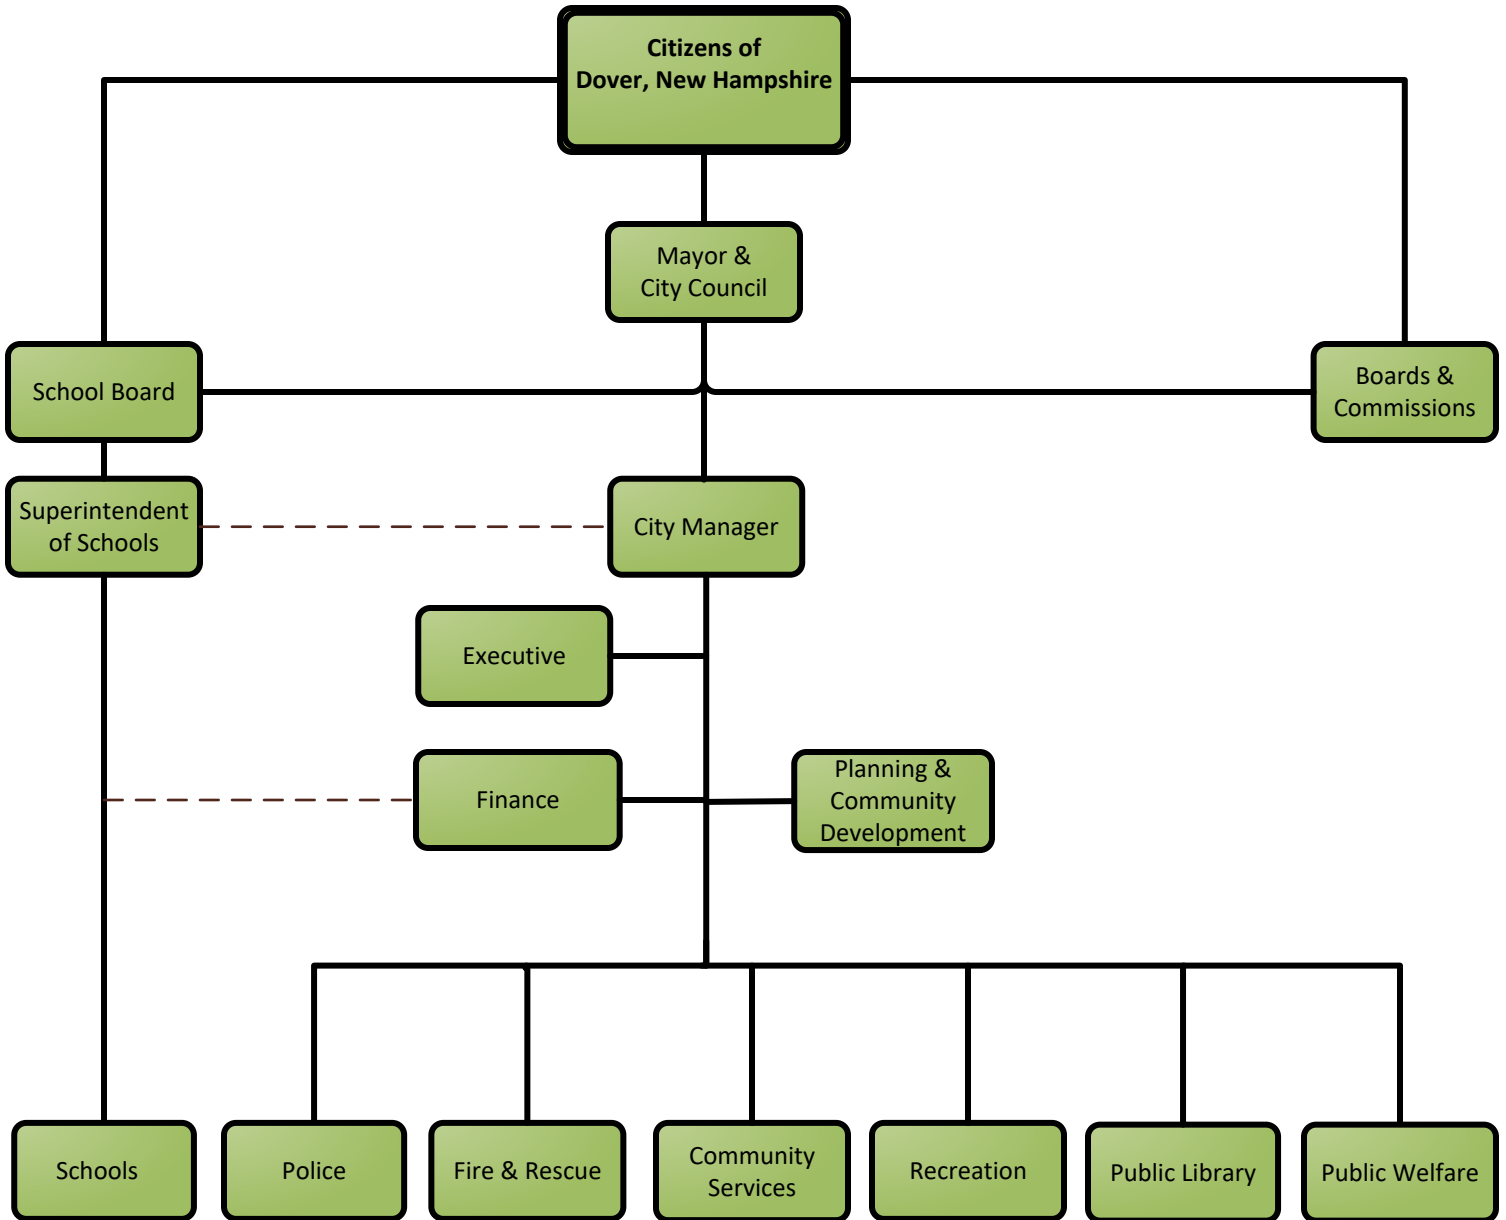 Citizens of
Dover, New Hampshire
Mayor &
City Council
School Board
Boards &
Commissions
Superintendent
of Schools
City Manager
Executive
Finance
Planning &
Community
Development
Schools
Police
Fire & Rescue
Community
Services
Recreation
Public Library
Public Welfare